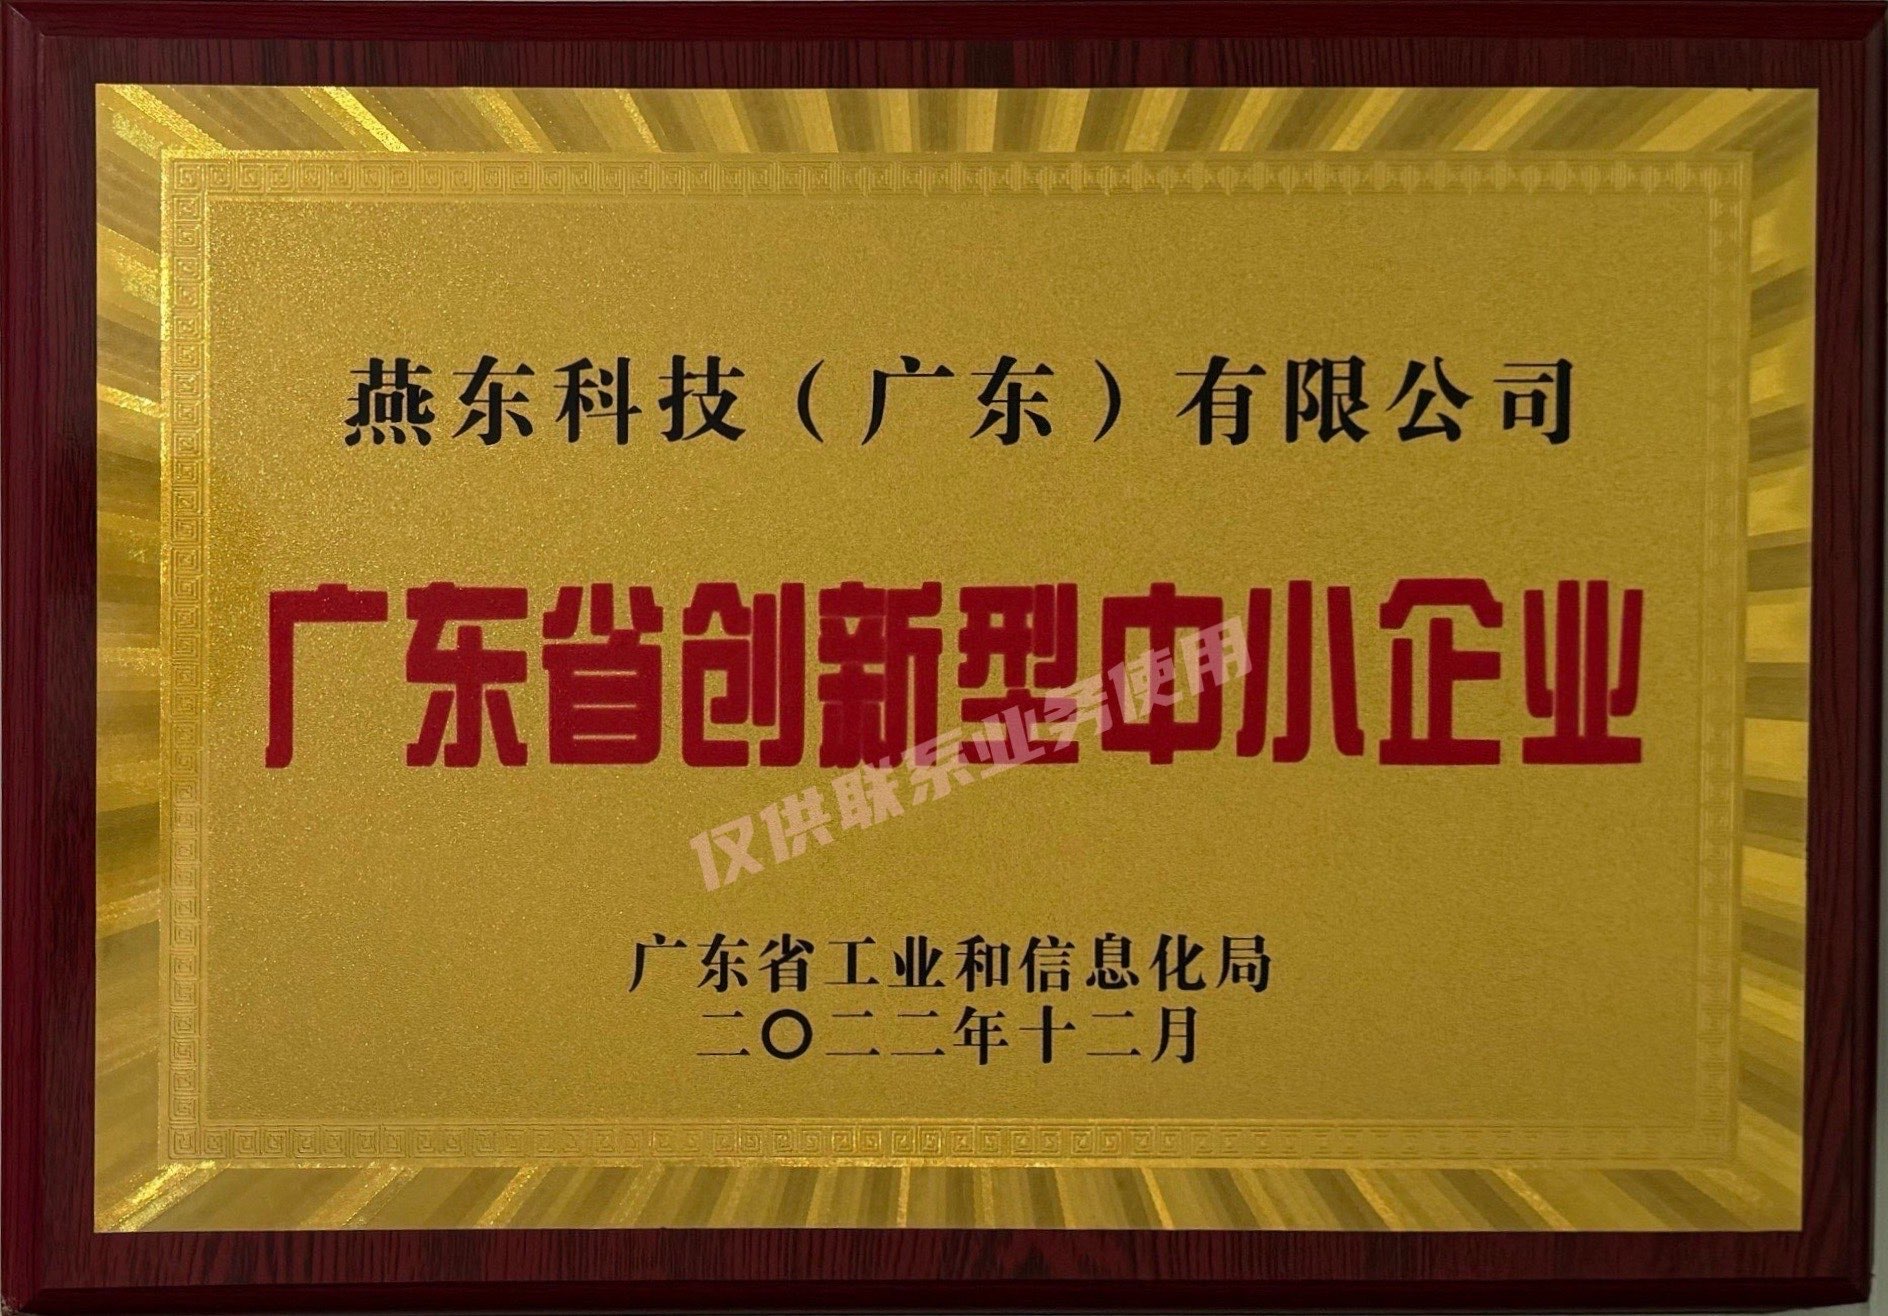 燕东科技（广东）有限公司
广东省创新型中小企业
仅供联泵业务使用
广东省工业和信息化局
二〇二二年十二月